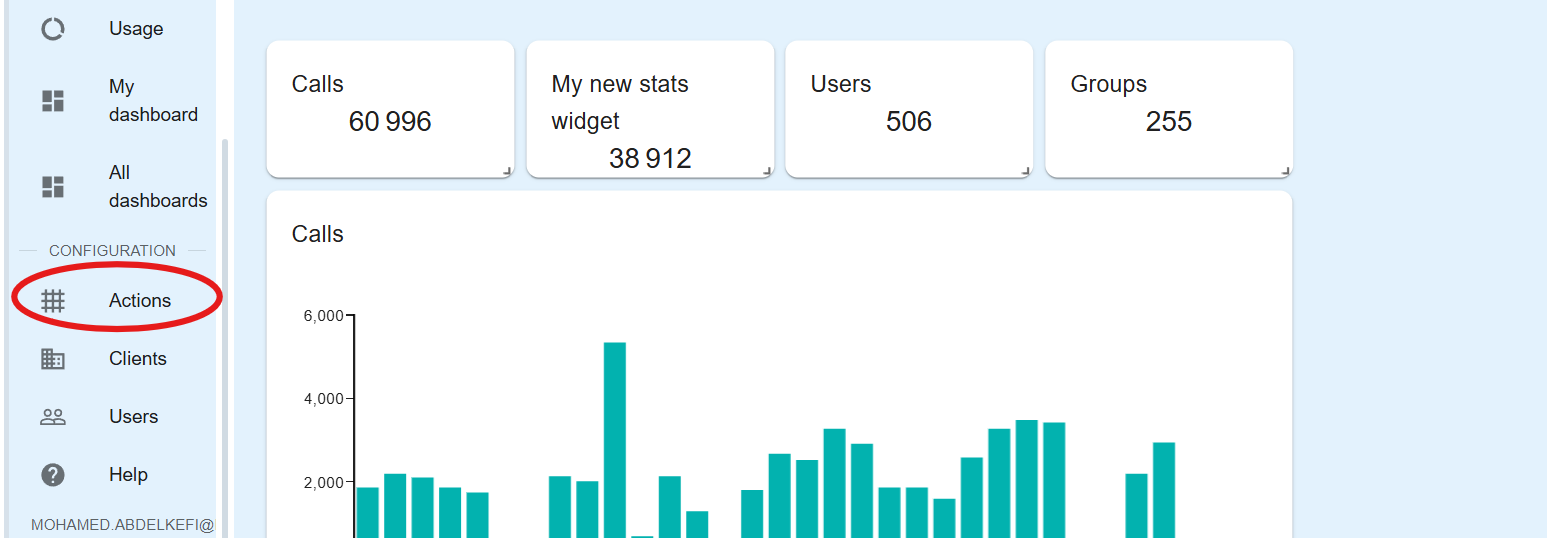 Usage
My
dashboard
All
dashboards
CONFIGURATION
Actions
Clients
Users
Help
MOHAMED.ABDELKEFI@
Calls
60 996
My new stats
widget
38 912
Users
506
Groups
255
Calls
6,000
4,000
2,000